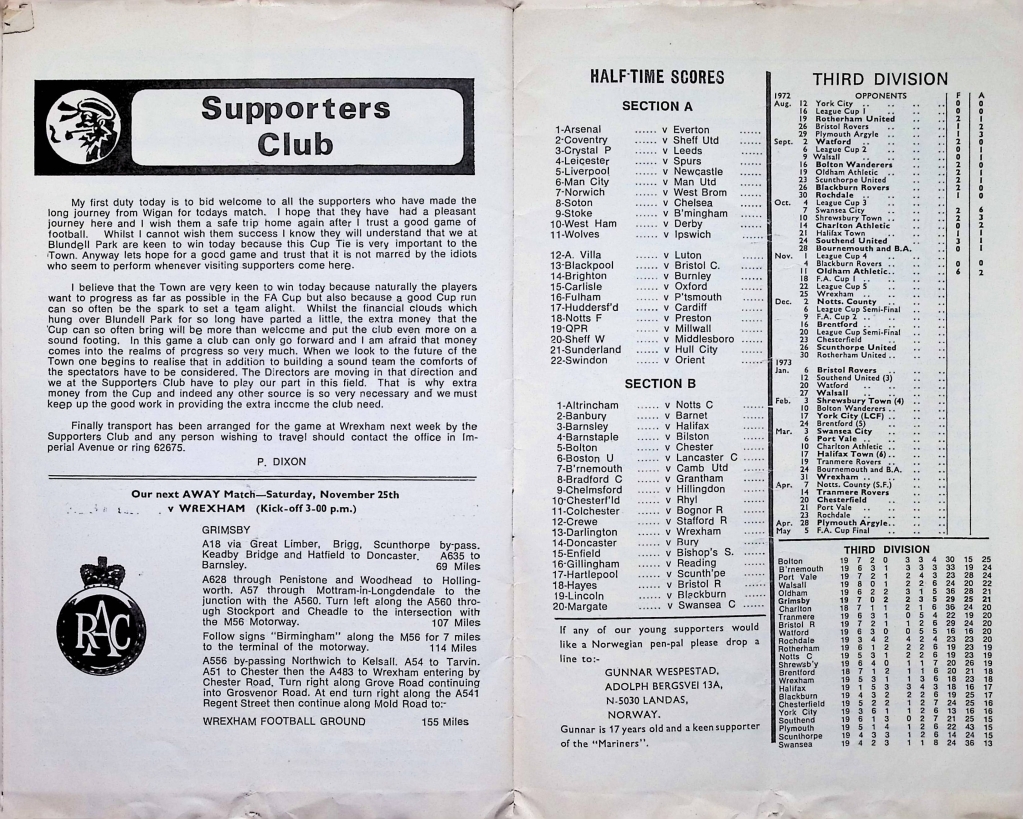 Supporters
Club
My first duty today is to bid welcome to all the supporters who have made the
long journey from Wigan for todays match. I hope that they have had a pleasant
journey here and I wish them a safe trip home again after I trust a good game of
football. Whilst I cannot wish them success I know they will understand that we at
Blundell Park are keen to win today because this Cup Tie is very important to the
Town. Anyway lets hope for a good game and trust that it is not marred by the idiots
who seem to perform whenever visiting supporters come here.
I believe that the Town are very keen to win today because naturally the players
want to progress as far as possible in the FA Cup but also because a good Cup run
can so often be the spark to set a team alight. Whilst the financial clouds which
hung over Blundell Park for so long have parted a little, the extra money that the
Cup can so often bring will be more than welcome and put the club even more on a
sound footing. In this game a club can only go forward and I am afraid that money
comes into the realms of progress so very much. When we look to the future of the
Town one begins to realise that in addition to building a sound team the comforts of
the spectators have to be considered. The Directors are moving in that direction and
we at the Supporters Club have to play our part in this field. That is why extra
money from the Cup and indeed any other source is so very necessary and we must
keep up the good work in providing the extra income the club need.
Finally transport has been arranged for the game at Wrexham next week by the
Supporters Club and any person wishing to travel should contact the office in Im-
perial Avenue or ring 62675.
P. DIXON
Our next AWAY Match—Saturday, November 25th
v WREXHAM (Kick-off 3-00 p.m.)
RAC
GRIMSBY
A18 via Great Limber, Brigg, Scunthorpe by-pass.
Keadby Bridge and Hatfield to Doncaster. A635 to
Barnsley. 69 Miles
A628 through Penistone and Woodhead to Holling-
worth. A57 through Mottram-in-Longdendale to the
junction with the A560. Turn left along the A560 thro-
ugh Stockport and Cheadle to the intersection with
the M56 Motorway. 107 Miles
Follow signs "Birmingham" along the M56 for 7 miles
to the terminal of the motorway. 114 Miles
A556 by-passing Northwich to Kelsall. A54 to Tarvin.
A51 to Chester then the A483 to Wrexham entering by
Chester Road, Turn right along Grove Road continuing
into Grosvenor Road. At end turn right along the A541
Regent Street then continue along Mold Road to:-
WREXHAM FOOTBALL GROUND 155 Miles
HALF-TIME SCORES
SECTION A
1-Arsenal ...... v Everton ......
2-Coventry ...... v Sheff Utd ......
3-Crystal P ...... v Leeds ......
4-Leicester ...... v Spurs ......
5-Liverpool ...... v Newcastle ......
6-Man City ...... v Man Utd ......
7-Norwich ...... v West Brom ......
8-Soton ...... v Chelsea ......
9-Stoke ...... v B'mingham ......
10-West Ham ...... v Derby ......
11-Wolves ...... v Ipswich ......
12-A. Villa ...... v Luton ......
13-Blackpool ...... v Bristol C. ......
14-Brighton ...... v Burnley ......
15-Carlisle ...... v Oxford ......
16-Fulham ...... v P'tsmouth ......
17-Huddersf'd ...... v Cardiff ......
18-Notts F ...... v Preston ......
19-QPR ...... v Millwall ......
20-Sheff W ...... v Middlesboro ......
21-Sunderland ...... v Hull City ......
22-Swindon ...... v Orient ......
SECTION B
1-Altrincham ...... v Notts C ......
2-Banbury ...... v Barnet ......
3-Barnsley ...... v Halifax ......
4-Barnstaple ...... v Bilston ......
5-Bolton ...... v Chester ......
6-Boston U ...... v Lancaster C ......
7-B'rnemouth ...... v Camb Utd ......
8-Bradford C ...... v Grantham ......
9-Chelmsford ...... v Hillingdon ......
10-Chesterf'ld ...... v Rhyl ......
11-Colchester ...... v Bognor R ......
12-Crewe ...... v Stafford R ......
13-Darlington ...... v Wrexham ......
14-Doncaster ...... v Bury ......
15-Enfield ...... v Bishop's S. ......
16-Gillingham ...... v Reading ......
17-Hartlepool ...... v Scunth'pe ......
18-Hayes ...... v Bristol R ......
19-Lincoln ...... v Blackburn ......
20-Margate ...... v Swansea C ......
If any of our young supporters would
like a Norwegian pen-pal please drop a
line to:-
GUNNAR WESPESTAD,
ADOLPH BERGSVEI 13A,
N-5030 LANDAS,
NORWAY.
Gunnar is 17 years old and a keen supporter
of the "Mariners".
THIRD DIVISION
1972 OPPONENTS F A
Aug. 12 York City 0 0
16 League Cup 1 0 0
19 Rotherham United 2 1
26 Bristol Rovers 1 2
29 Plymouth Argyle 1 3
Sept. 2 Watford 2 1
6 League Cup 2 0 1
9 Walsall 0 1
16 Bolton Wanderers 2 0
19 Oldham Athletic 2 1
23 Scunthorpe United 2 1
26 Blackburn Rovers 2 0
30 Rochdale 1 0
Oct. 4 League Cup 3
7 Swansea City 2 6
10 Shrewsbury Town 2 3
14 Charlton Athletic 0 2
21 Halifax Town 1 1
24 Southend United 3 1
28 Bournemouth and B.A. 0 1
Nov. 1 League Cup 4
4 Blackburn Rovers 0 0
11 Oldham Athletic 6 2
18 F.A. Cup 1
22 League Cup 5
25 Wrexham
Dec. 2 Notts. County
6 League Cup Semi-Final
9 F.A. Cup 2
16 Brentford
20 League Cup Semi-Final
23 Chesterfield
26 Scunthorpe United
30 Rotherham United
1973
Jan. 6 Bristol Rovers
12 Southend United (3)
20 Watford
27 Walsall
Feb. 3 Shrewsbury Town (4)
10 Bolton Wanderers
17 York City (LCF)
24 Brentford (5)
Mar. 3 Swansea City
6 Port Vale
10 Charlton Athletic
17 Halifax Town (6)
19 Tranmere Rovers
24 Bournemouth and B.A.
31 Wrexham
Apr. 7 Notts. County (S.F.)
14 Tranmere Rovers
20 Chesterfield
21 Port Vale
23 Rochdale
Apr. 28 Plymouth Argyle
May 5 F.A. Cup Final
THIRD DIVISION
Bolton 19 7 2 0 3 3 4 30 15 25
B'rnemouth 19 6 3 1 3 3 3 33 19 24
Port Vale 19 7 2 1 2 4 3 23 28 24
Walsall 19 8 0 1 2 2 6 24 20 22
Oldham 19 6 2 2 3 1 5 36 28 21
Grimsby 19 7 0 2 2 3 5 29 25 21
Charlton 18 7 1 1 2 1 6 36 24 20
Tranmere 19 6 3 1 0 5 4 22 19 20
Bristol R 19 7 2 1 1 2 6 29 24 20
Watford 19 6 3 0 0 5 5 16 16 20
Rochdale 19 3 4 2 4 2 4 23 23 20
Rotherham 19 6 1 2 2 2 6 19 23 19
Notts C 19 5 3 1 2 2 6 19 23 19
Shrewsb'y 19 6 4 0 1 1 7 20 26 19
Brentford 18 7 1 2 1 1 6 20 21 18
Wrexham 19 5 3 1 1 3 6 18 23 18
Halifax 19 1 5 3 3 4 3 18 16 17
Blackburn 19 4 3 2 2 2 6 19 25 17
Chesterfield 19 5 2 2 1 2 7 24 25 16
York City 19 3 6 1 1 2 6 13 16 16
Southend 19 6 1 3 0 2 7 21 25 15
Plymouth 19 5 1 4 1 2 6 22 43 15
Scunthorpe 19 4 3 3 1 2 6 14 24 15
Swansea 19 4 2 3 1 1 8 24 36 13